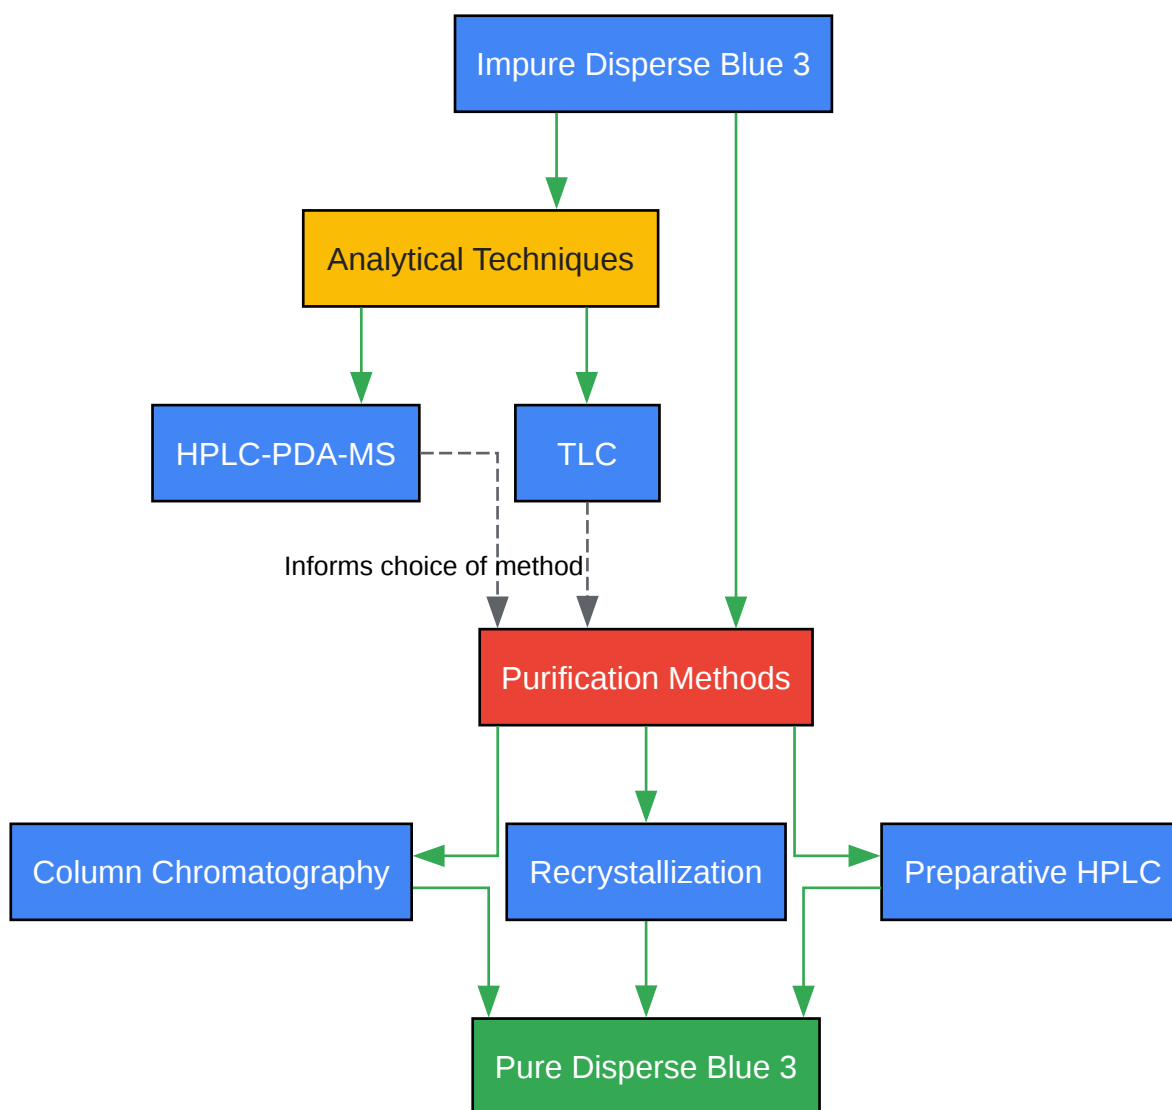 Impure Disperse Blue 3
Analytical Techniques
HPLC-PDA-MS
TLC
Informs choice of method
Purification Methods
Column Chromatography
Recrystallization
Preparative HPLC
Pure Disperse Blue 3